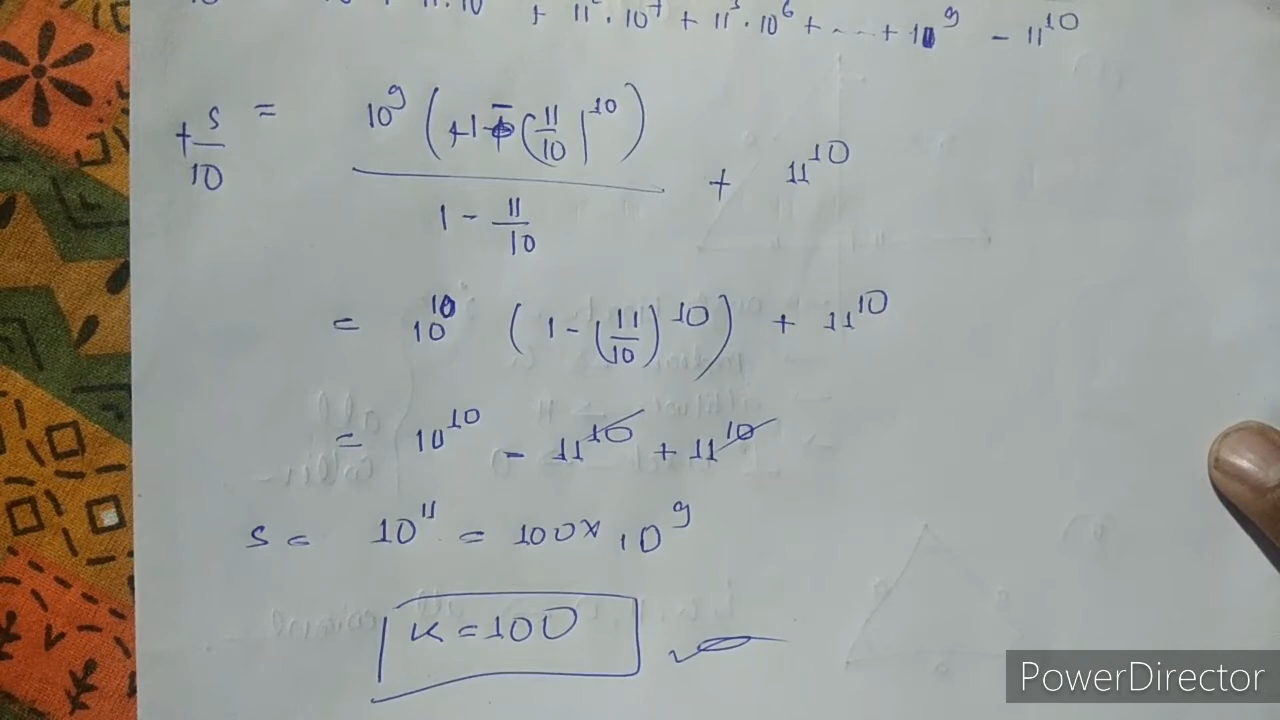 + 11² · 10⁷ + 11³ · 10⁶ + ... + 10⁹ - 11¹⁰
+ S/10 = 10⁹ (+1 - (11/10)¹⁰) / (1 - 11/10) + 11¹⁰
= 10¹⁰ (1 - (11/10)¹⁰) + 11¹⁰
= 10¹⁰ - 11¹⁰ + 11¹⁰
S = 10¹¹ = 100 x 10⁹
K = 100
PowerDirector